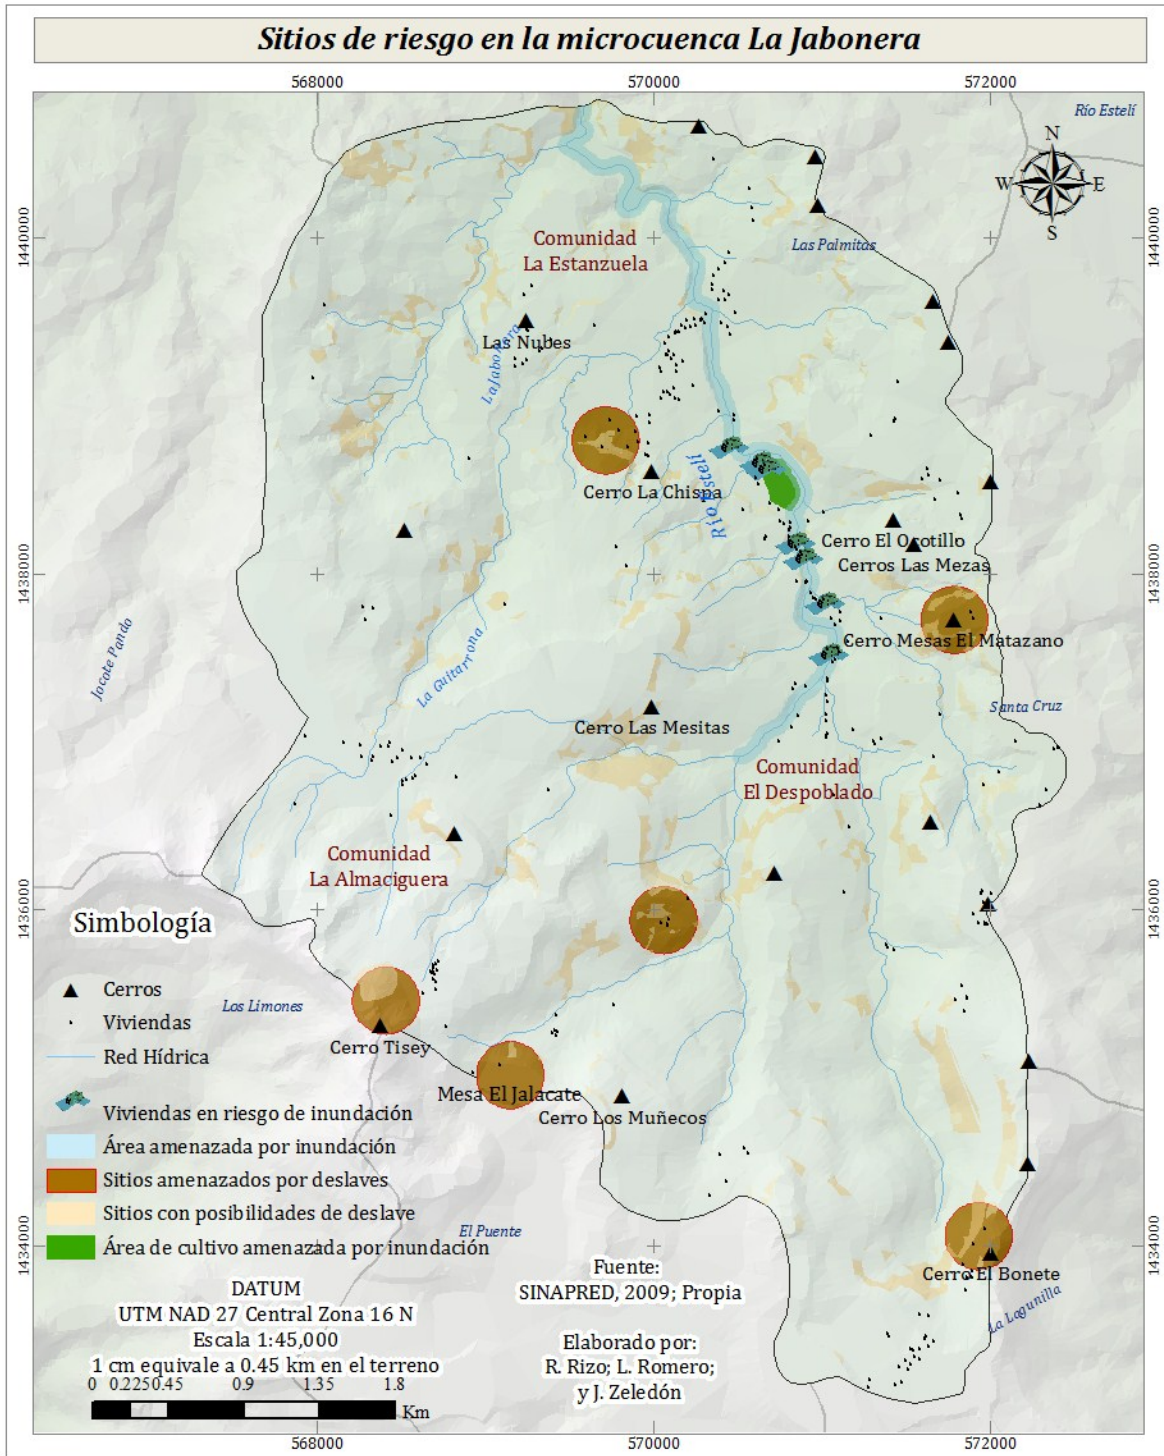 Sitios de riesgo en la microcuenca La Jabonera
568000
570000
572000
Río Estelí
N
W
E
S
1440000
1440000
Comunidad
La Estanzuela
Las Palmitas
Las Nubes
La Jabonera
Cerro La Chispa
Río Estelí
Cerro El Ocotillo
Cerros Las Mezas
1438000
1438000
Jocote Pando
La Guitarrona
Cerro Mesas El Matazano
Santa Cruz
Cerro Las Mesitas
Comunidad
El Despoblado
Comunidad
La Almaciguera
1436000
1436000
Simbología
Cerros
Viviendas
Red Hídrica
Viviendas en riesgo de inundación
Área amenazada por inundación
Sitios amenazados por deslaves
Sitios con posibilidades de deslave
Área de cultivo amenazada por inundación
Los Limones
Cerro Tisey
Mesa El Jalacate
Cerro Los Muñecos
El Puente
1434000
1434000
Cerro El Bonete
La Lagunilla
DATUM
UTM NAD 27 Central Zona 16 N
Escala 1:45,000
1 cm equivale a 0.45 km en el terreno
0 0.225 0.45 0.9 1.35 1.8
Km
Fuente:
SINAPRED, 2009; Propia
Elaborado por:
R. Rizo; L. Romero;
y J. Zeledón
568000
570000
572000